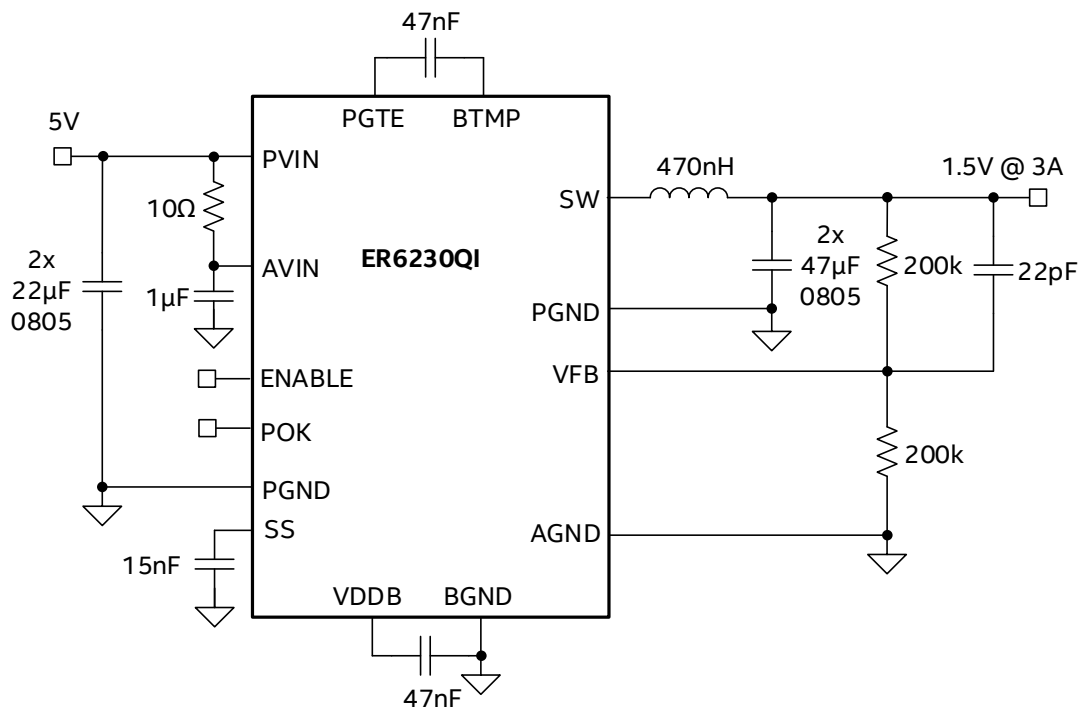 47nF
PGTE
BTMP
5V
PVIN
470nH
1.5V @ 3A
SW
10Ω
2x
22µF
0805
AVIN
ER6230QI
2x
47µF
0805
200k
22pF
1µF
PGND
ENABLE
VFB
POK
200k
PGND
SS
AGND
15nF
VDDB
BGND
47nF